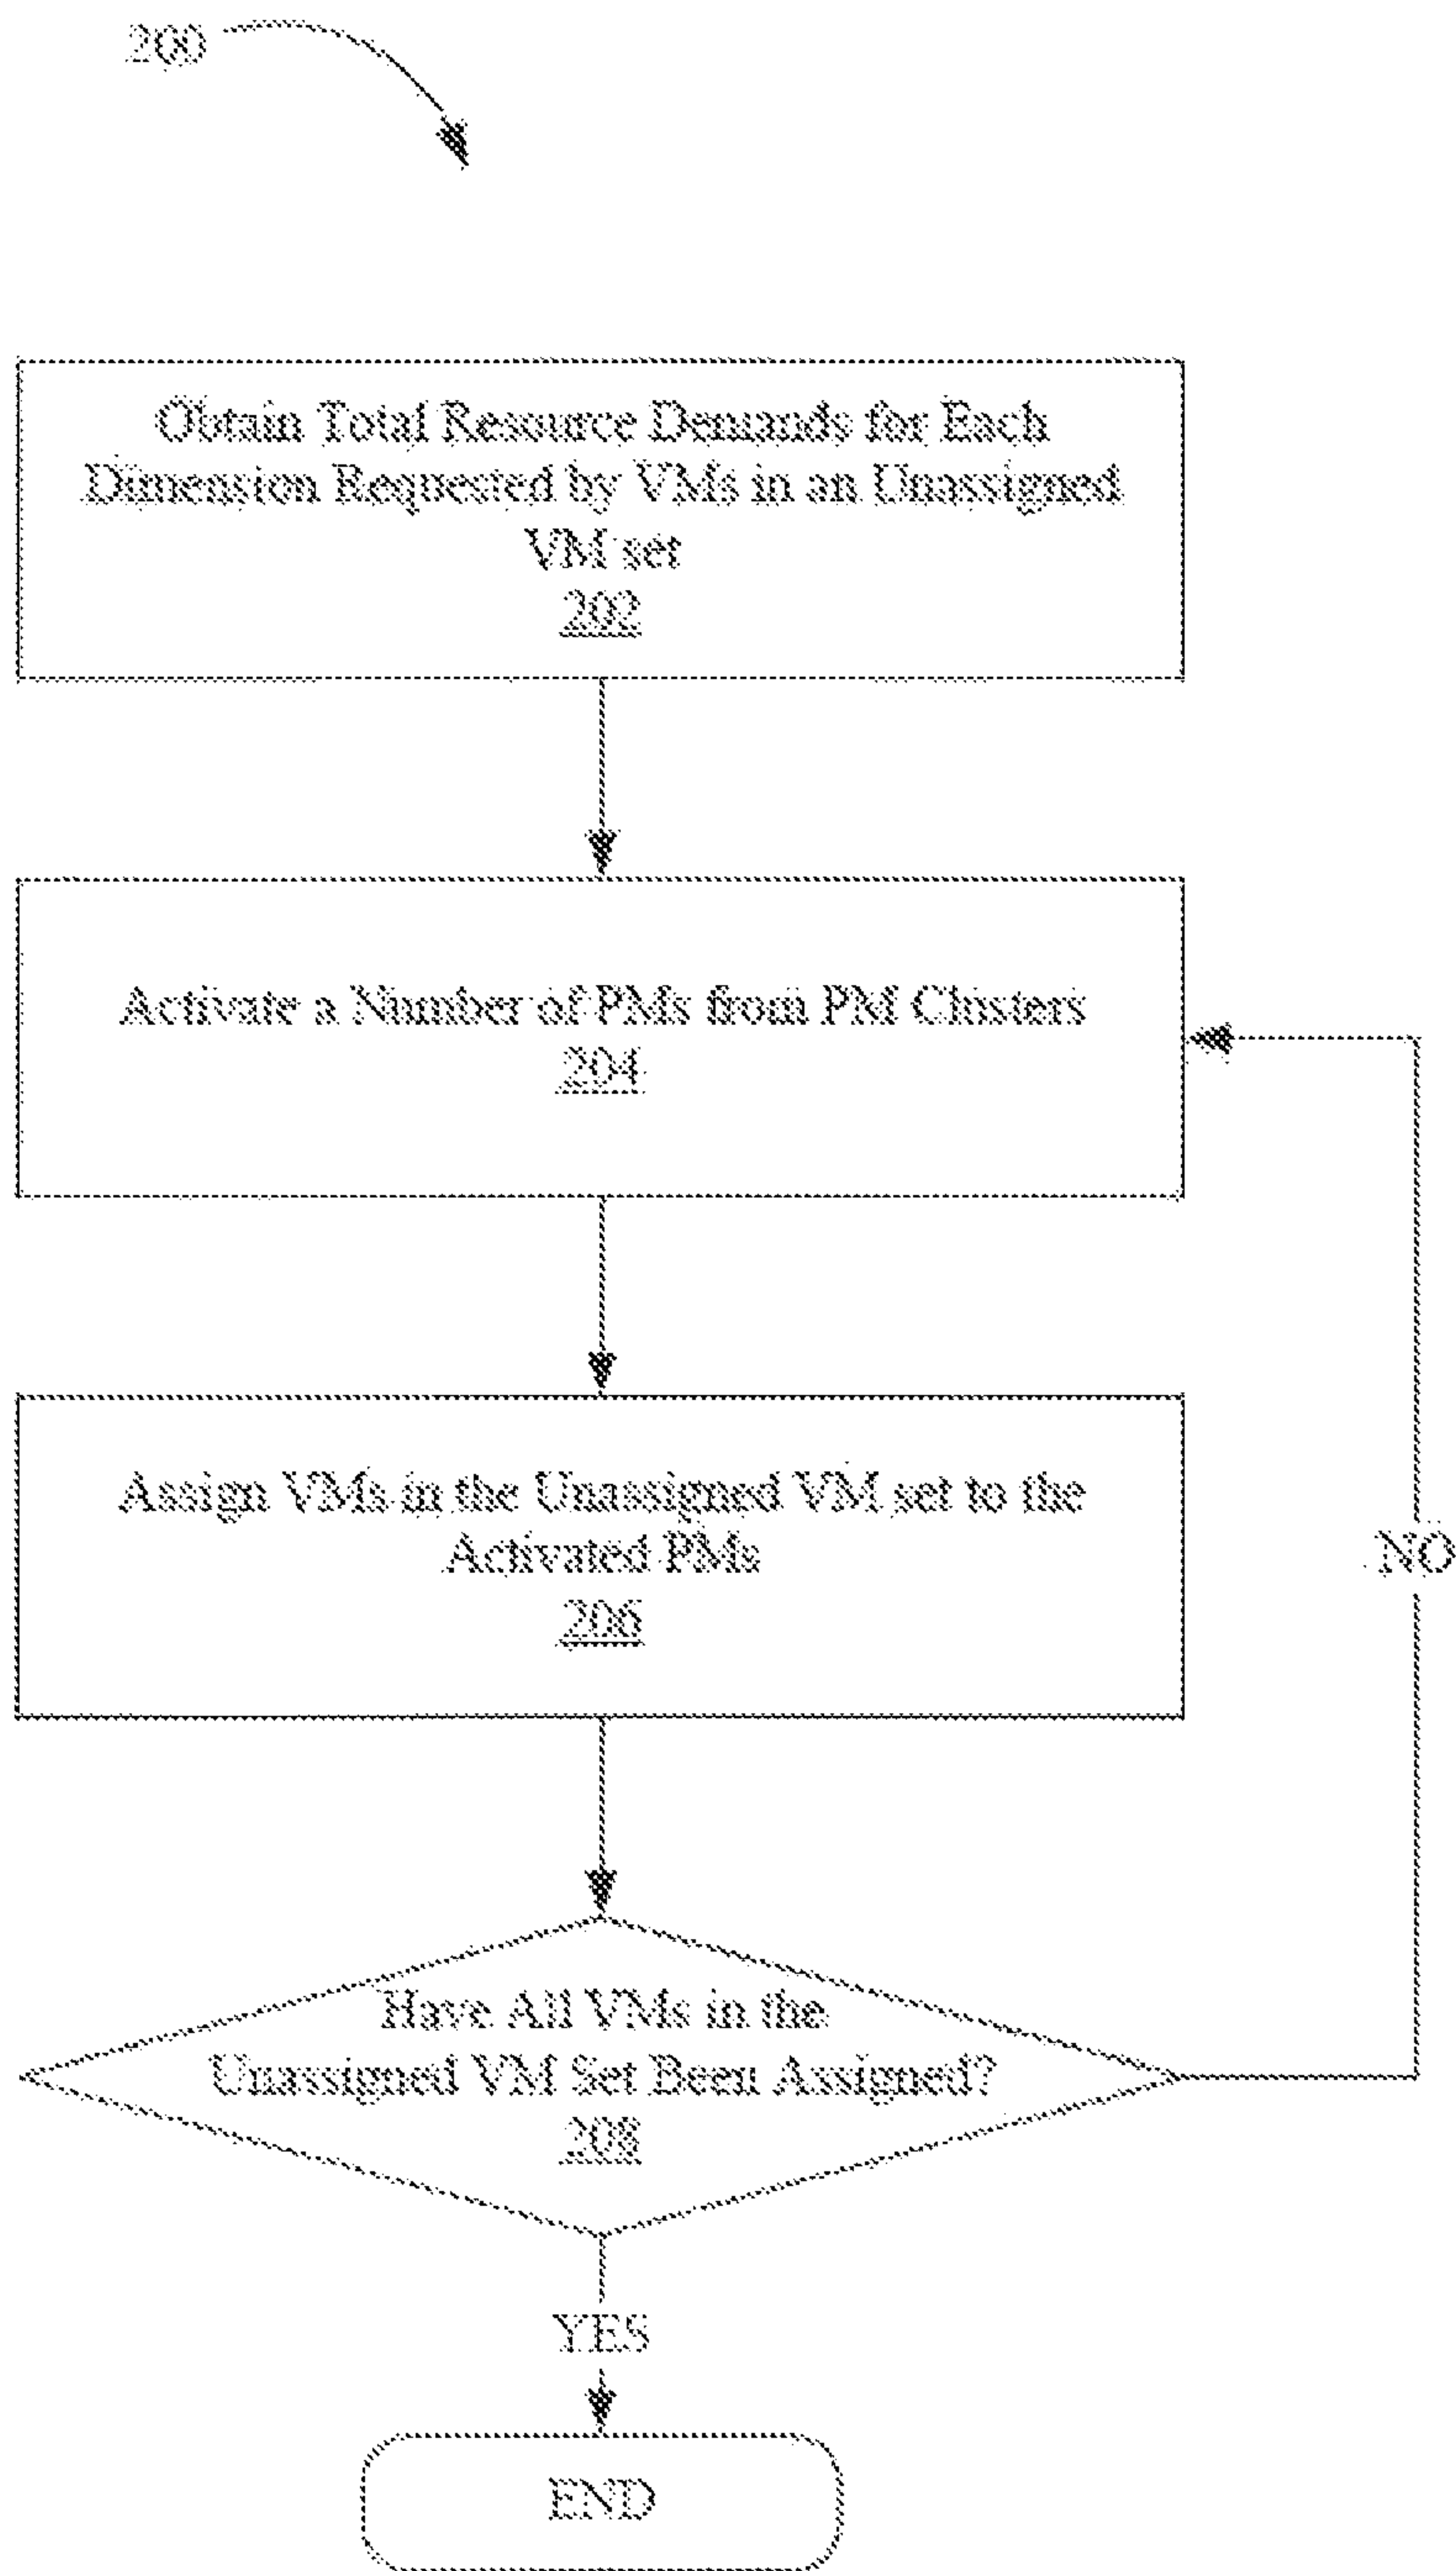 200
Obtain Total Resource Demands for Each
Dimension Requested by VMs in an Unassigned
VM set
202
Activate a Number of PMs from PM Clusters
204
Assign VMs in the Unassigned VM set to the
Activated PMs
206
NO
Have All VMs in the
Unassigned VM Set Been Assigned?
208
YES
END